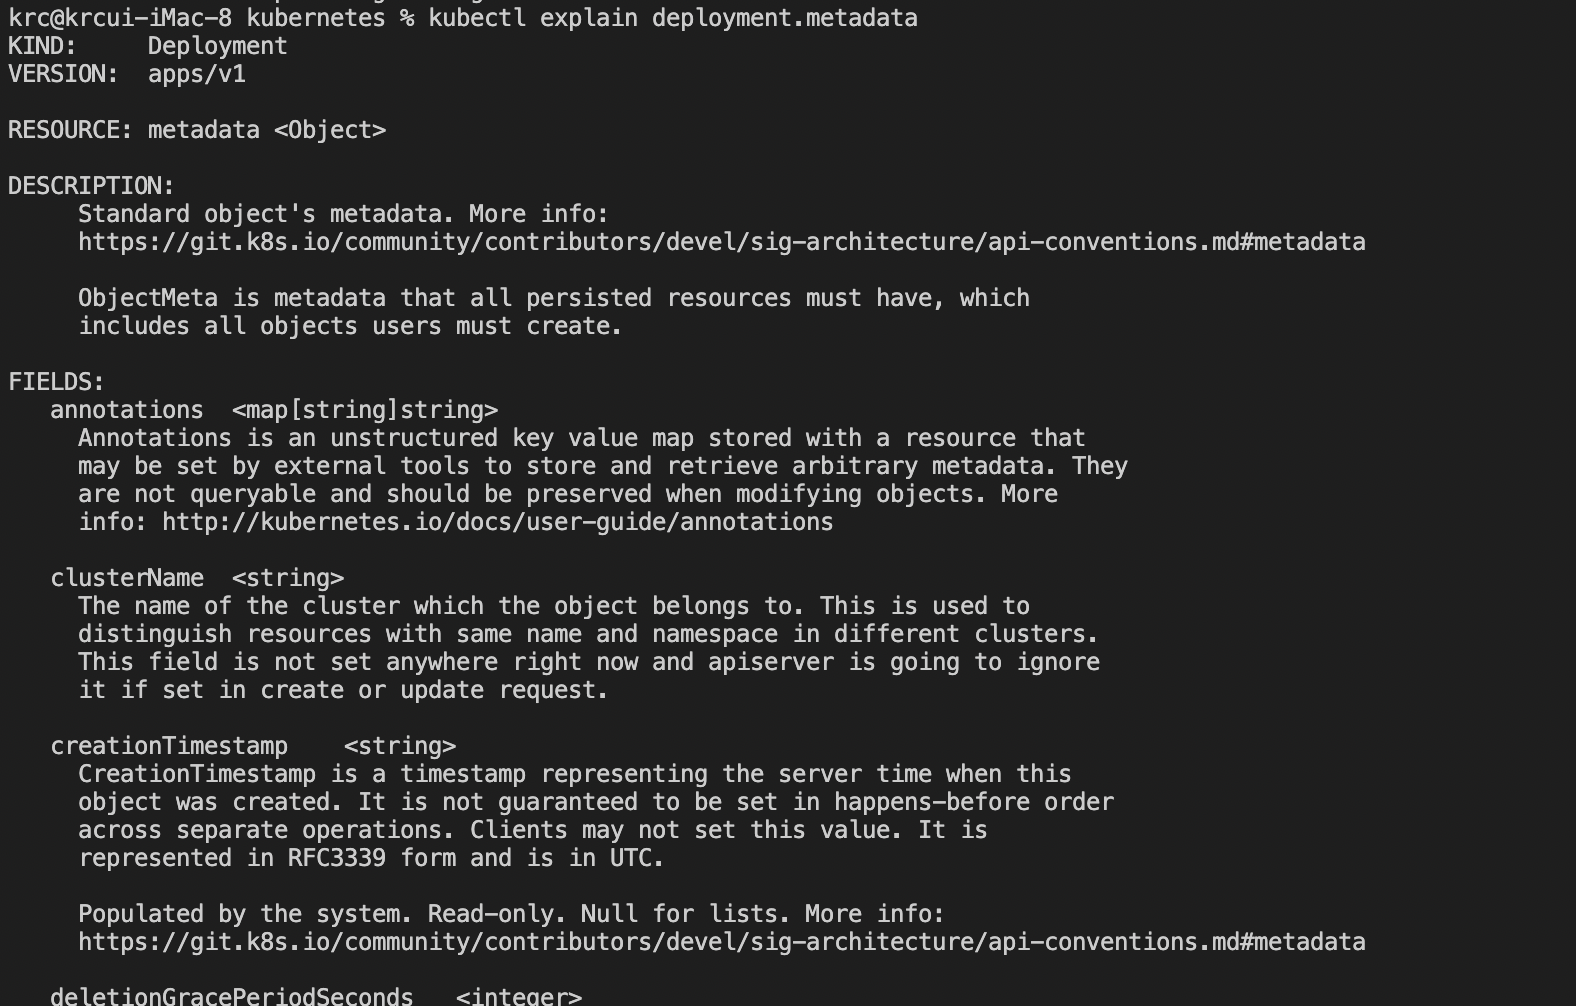 krc@krcui-iMac-8 kubernetes % kubectl explain deployment.metadata
KIND:     Deployment
VERSION:  apps/v1
RESOURCE: metadata <Object>
DESCRIPTION:
Standard object's metadata. More info:
https://git.k8s.io/community/contributors/devel/sig-architecture/api-conventions.md#metadata
ObjectMeta is metadata that all persisted resources must have, which
includes all objects users must create.
FIELDS:
annotations  <map[string]string>
Annotations is an unstructured key value map stored with a resource that
may be set by external tools to store and retrieve arbitrary metadata. They
are not queryable and should be preserved when modifying objects. More
info: http://kubernetes.io/docs/user-guide/annotations
clusterName  <string>
The name of the cluster which the object belongs to. This is used to
distinguish resources with same name and namespace in different clusters.
This field is not set anywhere right now and apiserver is going to ignore
it if set in create or update request.
creationTimestamp    <string>
CreationTimestamp is a timestamp representing the server time when this
object was created. It is not guaranteed to be set in happens-before order
across separate operations. Clients may not set this value. It is
represented in RFC3339 form and is in UTC.
Populated by the system. Read-only. Null for lists. More info:
https://git.k8s.io/community/contributors/devel/sig-architecture/api-conventions.md#metadata
deletionGracePeriodSeconds   <integer>